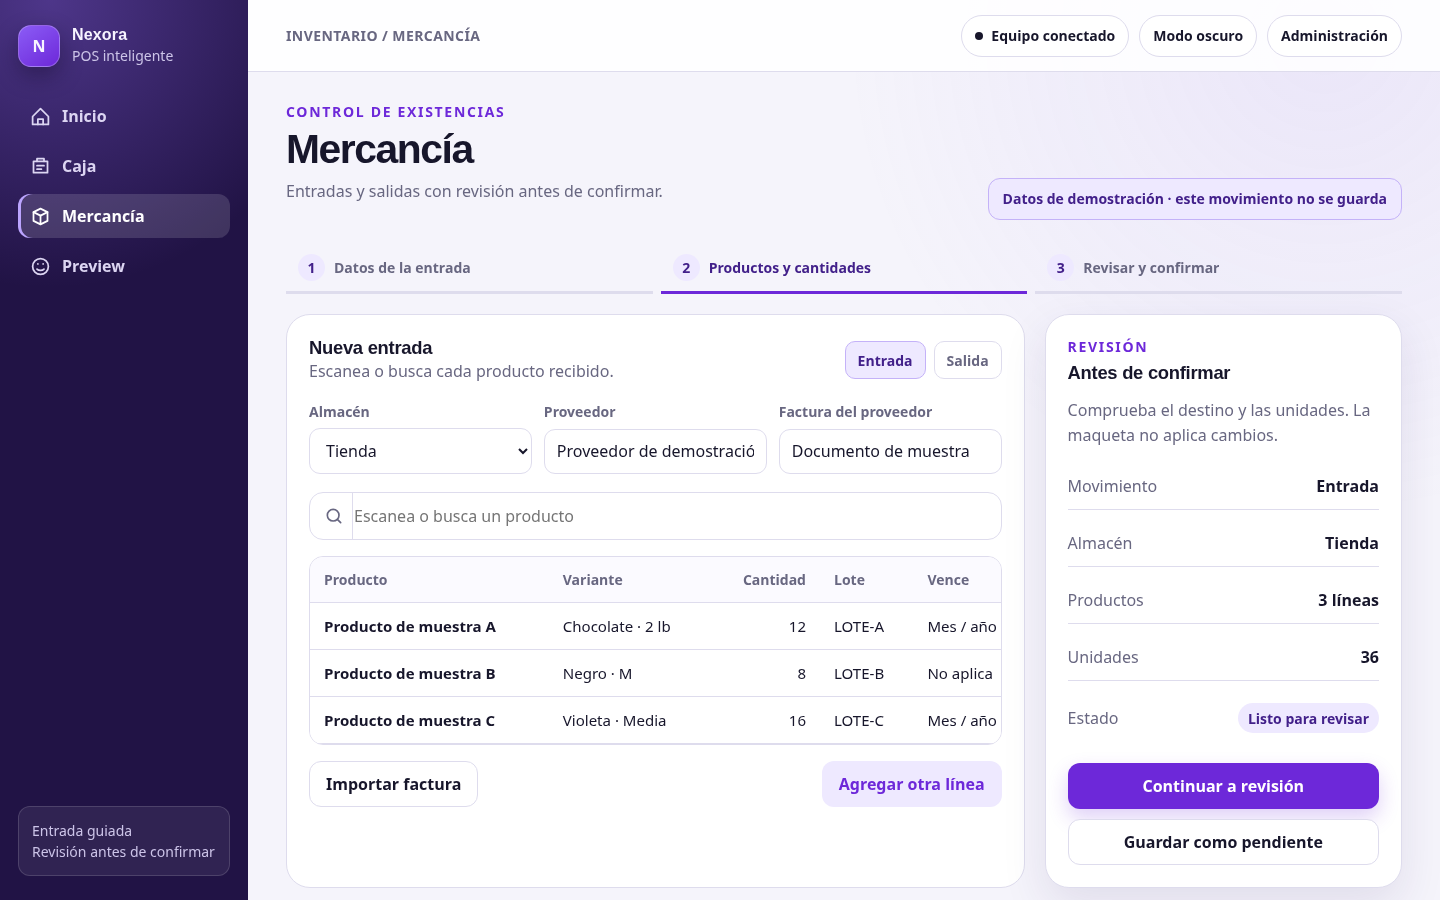 N
Nexora
POS inteligente
Inicio
Caja
Mercancía
Preview
Entrada guiada
Revisión antes de confirmar
INVENTARIO / MERCANCÍA
Equipo conectado
Modo oscuro
Administración
CONTROL DE EXISTENCIAS
Mercancía
Entradas y salidas con revisión antes de confirmar.
Datos de demostración · este movimiento no se guarda
1 Datos de la entrada
2 Productos y cantidades
3 Revisar y confirmar
Nueva entrada
Escanea o busca cada producto recibido.
Entrada
Salida
Almacén
Proveedor
Factura del proveedor
Tienda
Proveedor de demostració
Documento de muestra
Escanea o busca un producto
Producto Variante Cantidad Lote Vence
Producto de muestra A Chocolate · 2 lb 12 LOTE-A Mes / año
Producto de muestra B Negro · M 8 LOTE-B No aplica
Producto de muestra C Violeta · Media 16 LOTE-C Mes / año
Importar factura
Agregar otra línea
REVISIÓN
Antes de confirmar
Comprueba el destino y las unidades. La
maqueta no aplica cambios.
Movimiento Entrada
Almacén Tienda
Productos 3 líneas
Unidades 36
Estado Listo para revisar
Continuar a revisión
Guardar como pendiente